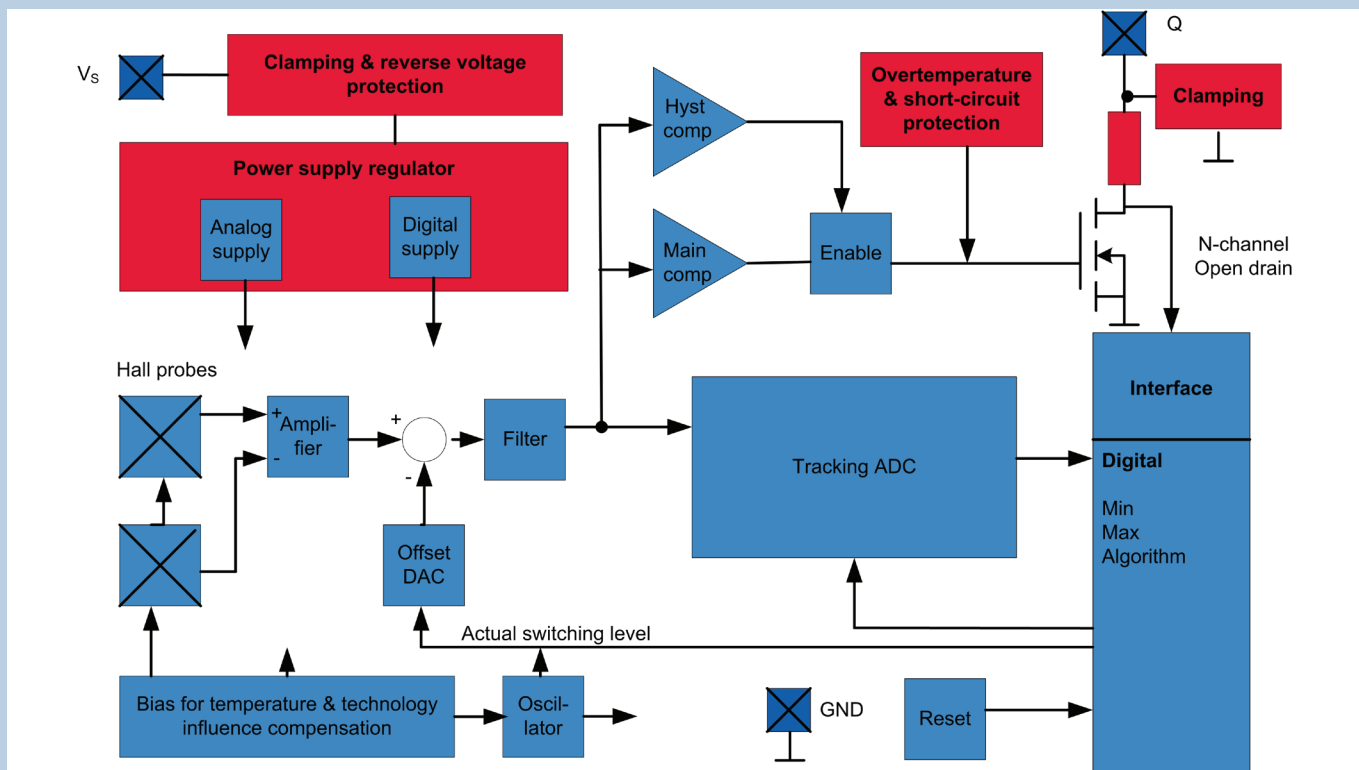 V_S
Clamping & reverse voltage
protection
Power supply regulator
Analog
supply
Digital
supply
Hyst
comp
Main
comp
Enable
Overtemperature
& short-circuit
protection
Q
Clamping
N-channel
Open drain
Hall probes
+
-
Ampli-
fier
+
-
Filter
Offset
DAC
Tracking ADC
Interface
Digital
Min
Max
Algorithm
Actual switching level
Bias for temperature & technology
influence compensation
Oscil-
lator
GND
Reset